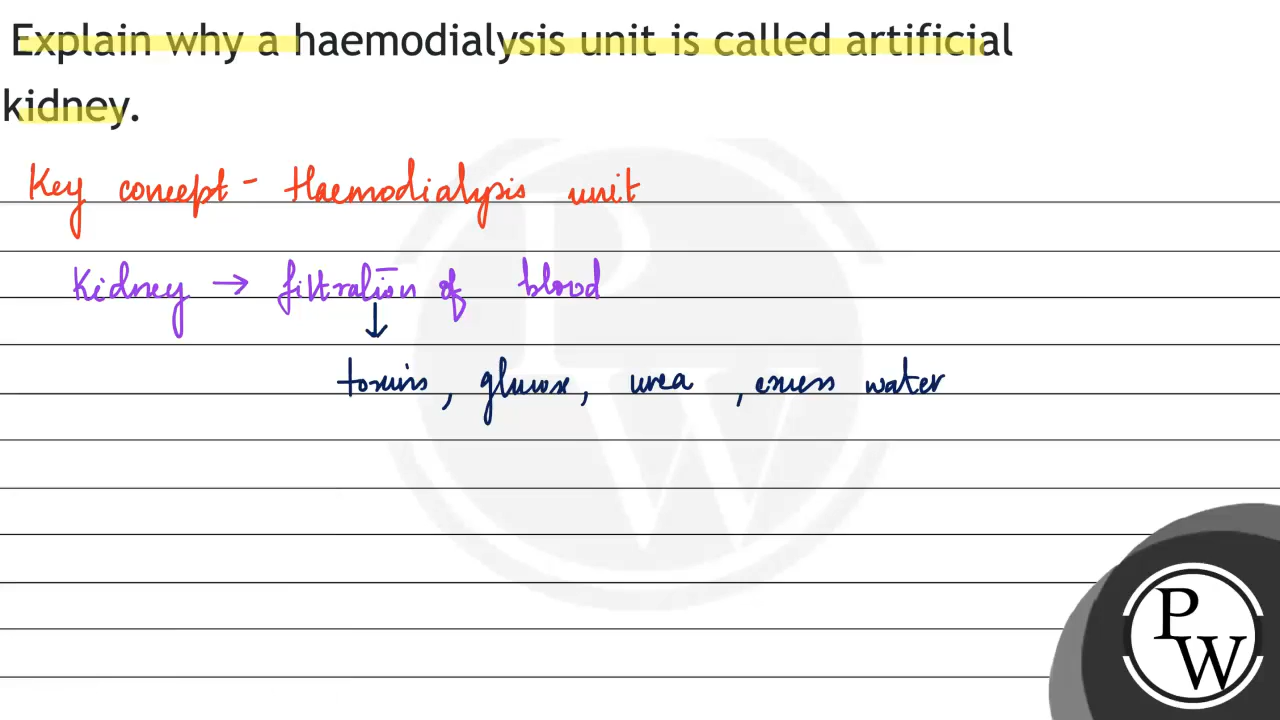 Explain why a haemodialysis unit is called artificial
kidney.
Key concept - Haemodialysis unit
Kidney → filtration of blood
↓
toxins, glucose, urea, excess water
P
W
P
W